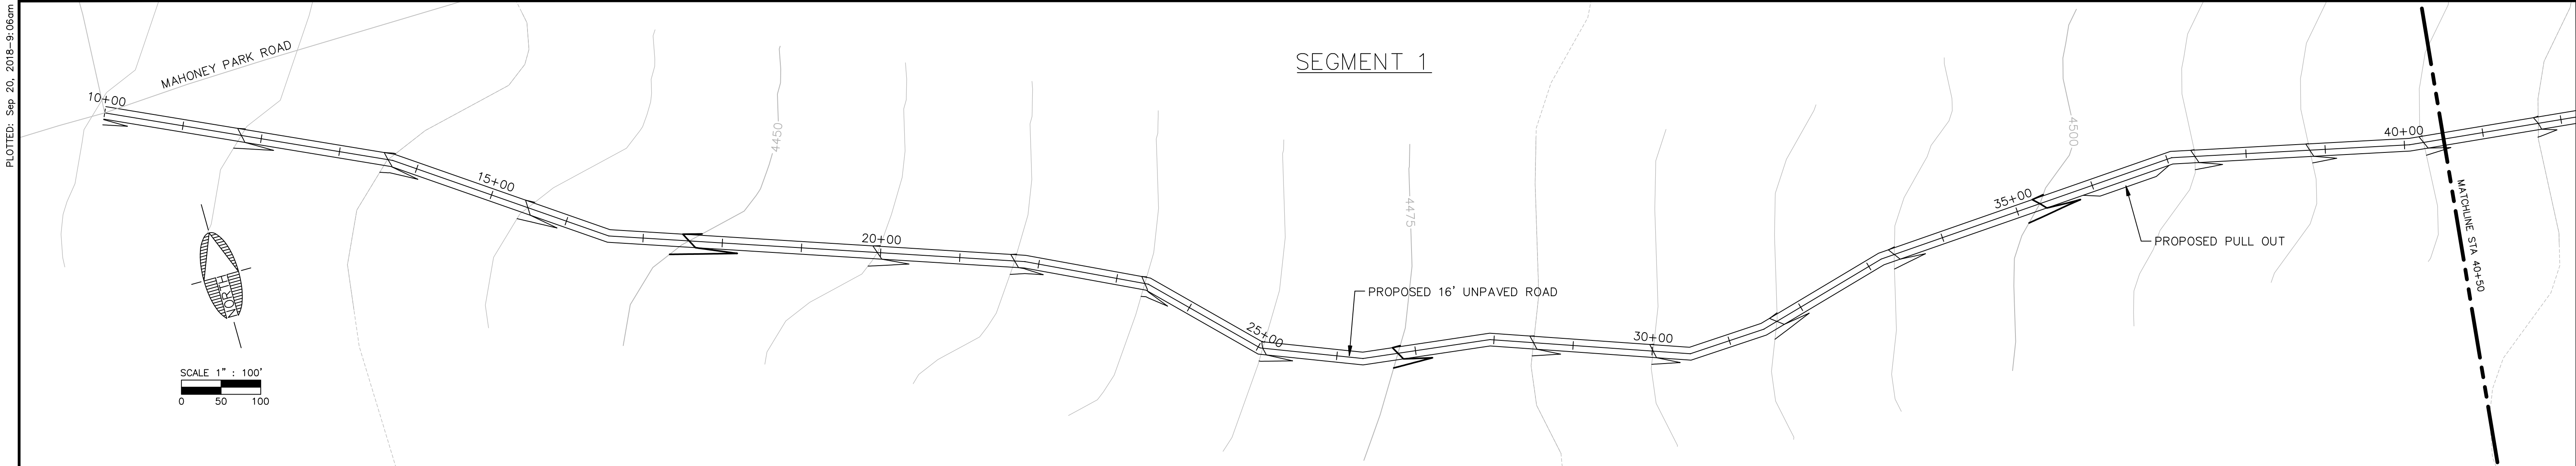 PLOTTED: Sep 20, 2018-9:06am
SEGMENT 1
MAHONEY PARK ROAD
10+00
15+00
4450
20+00
25+00
PROPOSED 16' UNPAVED ROAD
4475
30+00
35+00
4500
PROPOSED PULL OUT
40+00
MATCHLINE STA 40+50
NORTH
SCALE 1" : 100'
0 50 100